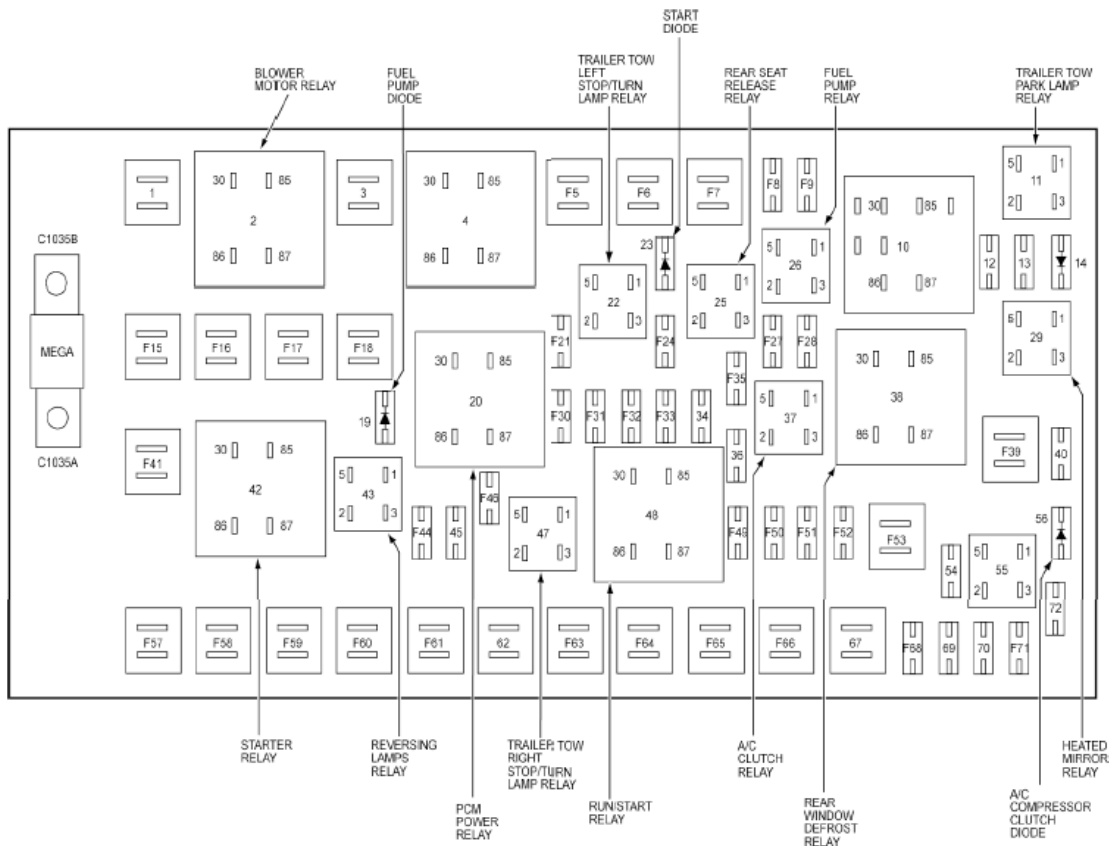 START
DIODE
TRAILER TOW
LEFT
STOP/TURN
LAMP RELAY
REAR SEAT
RELEASE
RELAY
FUEL
PUMP
RELAY
TRAILER TOW
PARK LAMP
RELAY
BLOWER
MOTOR RELAY
FUEL
PUMP
DIODE
1
30 85
2
86 87
3
30 85
4
86 87
F5
F6
F7
F8
F9
30 85
10
86 87
5 1
11
2 3
C1035B
MEGA
C1035A
23
5 1
22
2 3
5 1
25
2 3
5 1
26
2 3
12
13
14
F15
F16
F17
F18
19
30 85
20
86 87
F21
F24
F27
F28
5 1
29
2 3
F30
F31
F32
F33
34
F35
36
5 1
37
2 3
30 85
38
86 87
F39
40
F41
30 85
42
86 87
5 1
43
2 3
F44
45
F46
5 1
47
2 3
30 85
48
86 87
F49
F50
F51
F52
F53
54
5 1
55
2 3
56
F57
F58
F59
F60
F61
62
F63
F64
F65
F66
67
F68
69
70
F71
72
STARTER
RELAY
REVERSING
LAMPS
RELAY
PCM
POWER
RELAY
TRAILER TOW
RIGHT
STOP/TURN
LAMP RELAY
RUN/START
RELAY
A/C
CLUTCH
RELAY
REAR
WINDOW
DEFROST
RELAY
A/C
COMPRESSOR
CLUTCH
DIODE
HEATED
MIRROR
RELAY